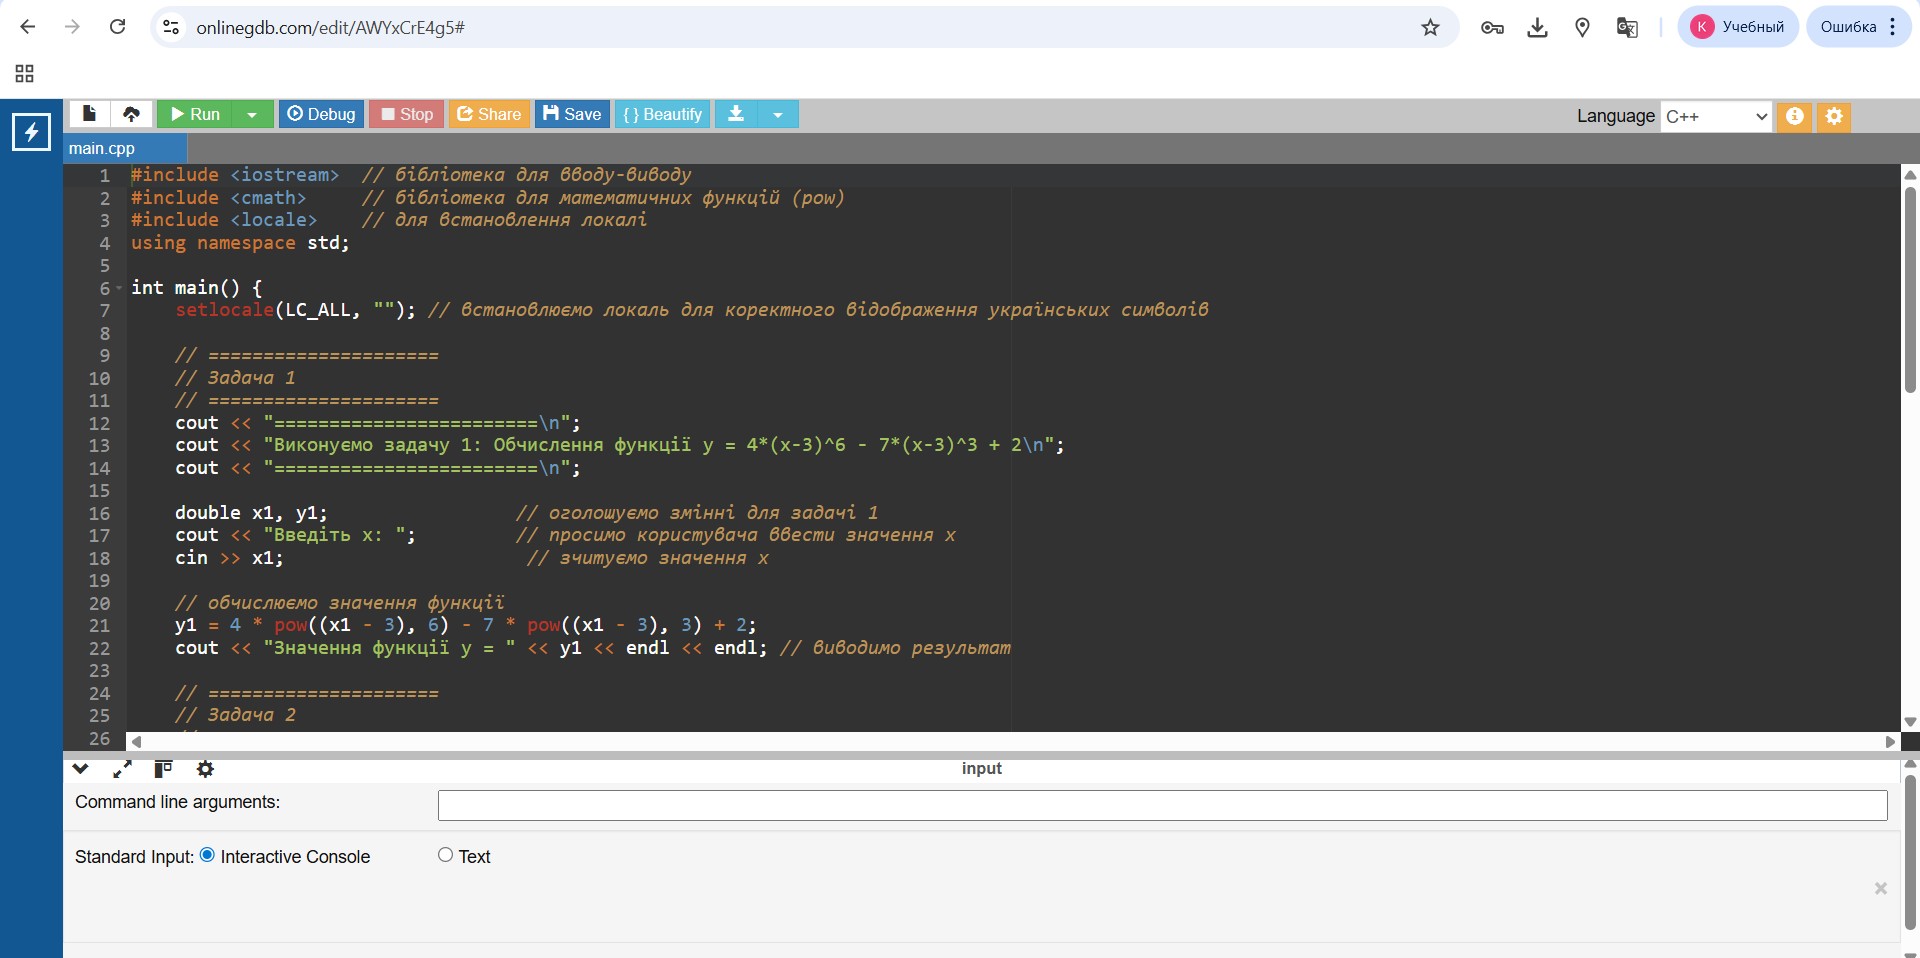 onlinegdb.com/edit/AWYxCrE4g5#
K Учебный
Ошибка
Run
Debug
Stop
Share
Save
{ } Beautify
Language C++
main.cpp
1 #include <iostream>  // бібліотека для вводу-виводу
2 #include <cmath>     // бібліотека для математичних функцій (pow)
3 #include <locale>    // для встановлення локалі
4 using namespace std;
5
6 int main() {
7     setlocale(LC_ALL, ""); // встановлюємо локаль для коректного відображення українських символів
8
9     // =====================
10     // Задача 1
11     // =====================
12     cout << "========================\n";
13     cout << "Виконуємо задачу 1: Обчислення функції y = 4*(x-3)^6 - 7*(x-3)^3 + 2\n";
14     cout << "========================\n";
15
16     double x1, y1;                 // оголошуємо змінні для задачі 1
17     cout << "Введіть x: ";         // просимо користувача ввести значення x
18     cin >> x1;                      // зчитуємо значення x
19
20     // обчислюємо значення функції
21     y1 = 4 * pow((x1 - 3), 6) - 7 * pow((x1 - 3), 3) + 2;
22     cout << "Значення функції y = " << y1 << endl << endl; // виводимо результат
23
24     // =====================
25     // Задача 2
26
input
Command line arguments:
Standard Input: Interactive Console Text